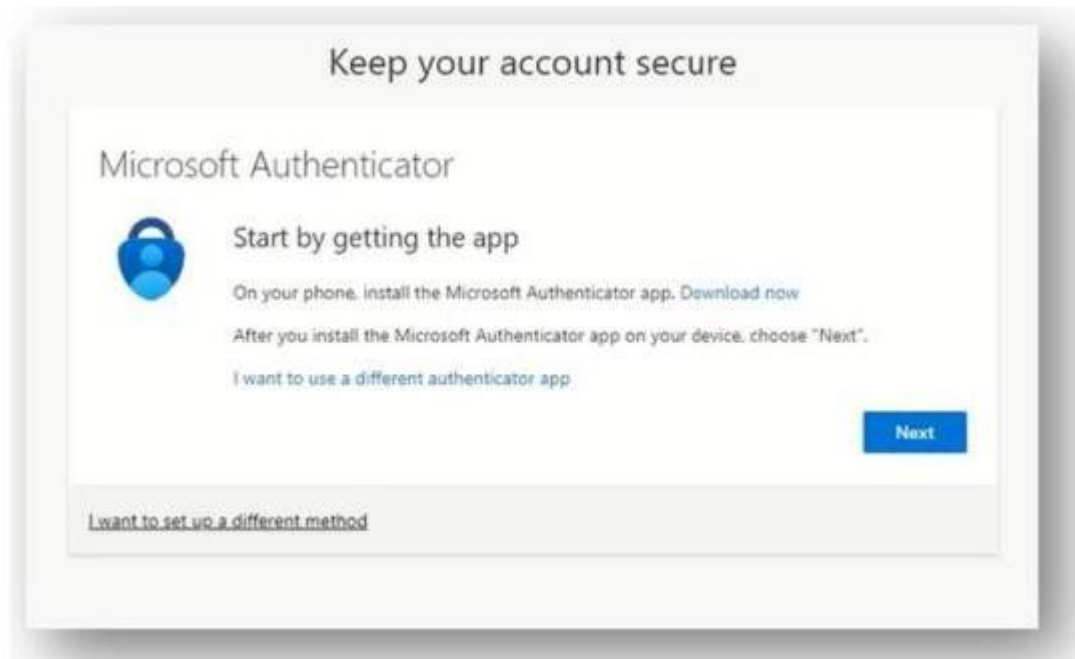 Keep your account secure
Microsoft Authenticator
Start by getting the app
On your phone, install the Microsoft Authenticator app. Download now
After you install the Microsoft Authenticator app on your device, choose "Next".
I want to use a different authenticator app
Next
I want to set up a different method